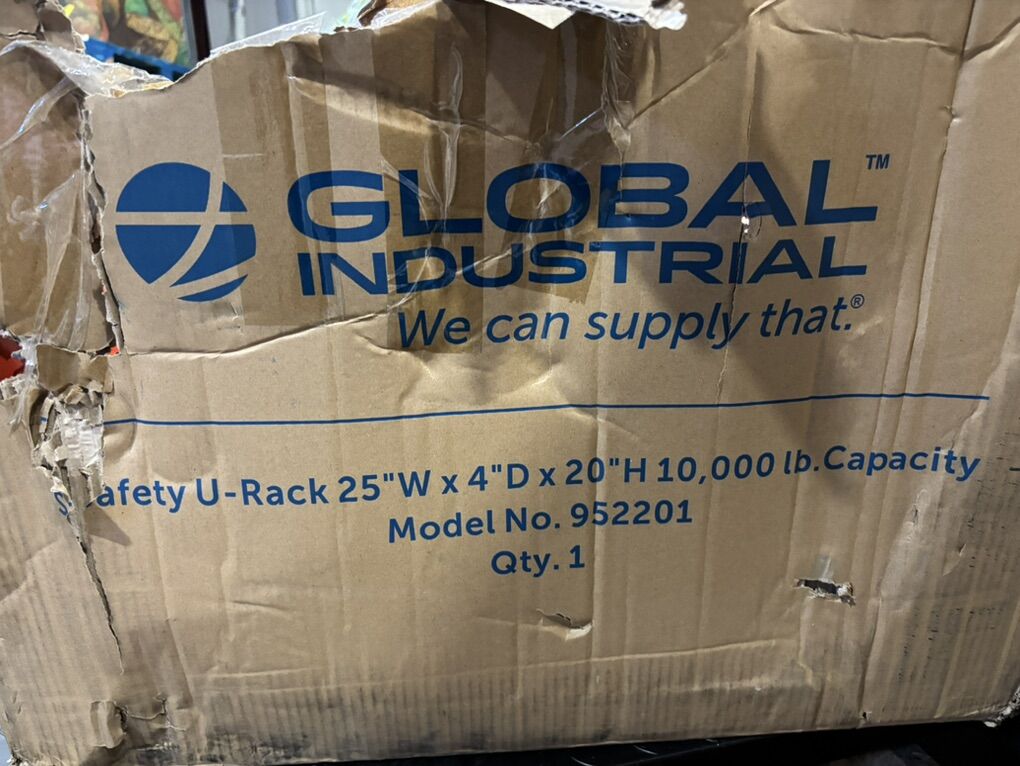 GLOBAL™
INDUSTRIAL
We can supply that.®
Safety U-Rack 25"W x 4"D x 20"H 10,000 lb.Capacity
Model No. 952201
Qty. 1